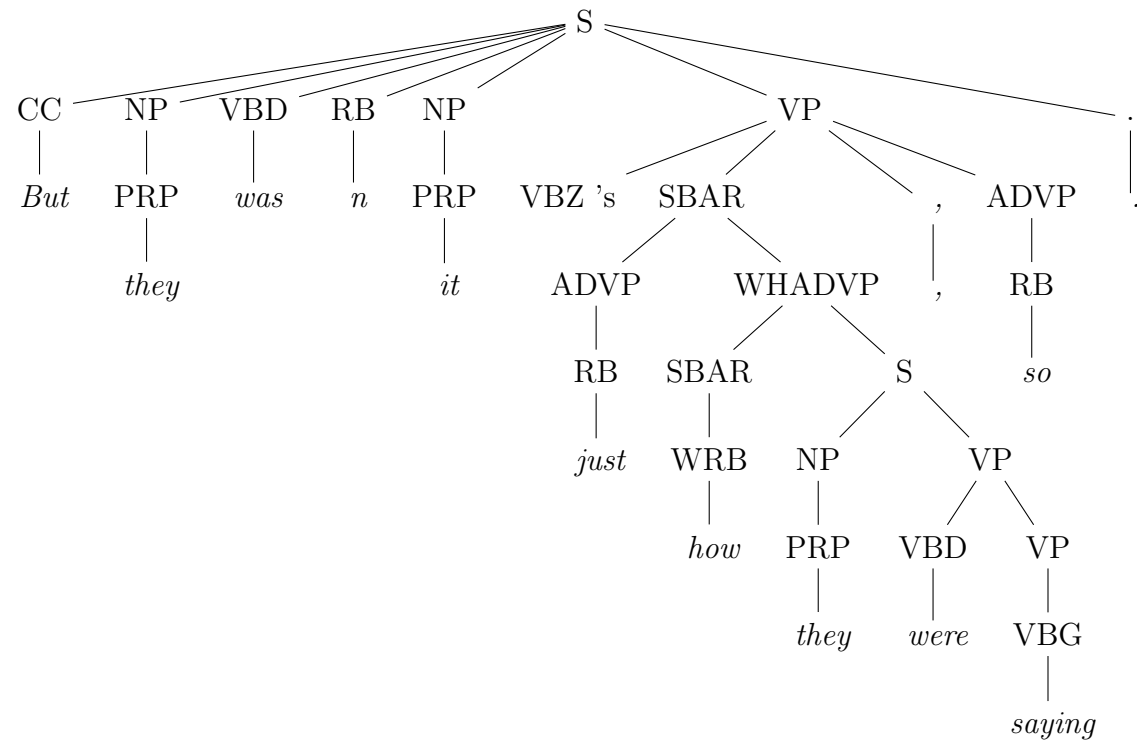 S
CC NP VBD RB NP VP .
But PRP was n PRP VBZ 's SBAR , ADVP .
they it ADVP WHADVP , RB
RB SBAR S so
just WRB NP VP
how PRP VBD VP
they were VBG
saying